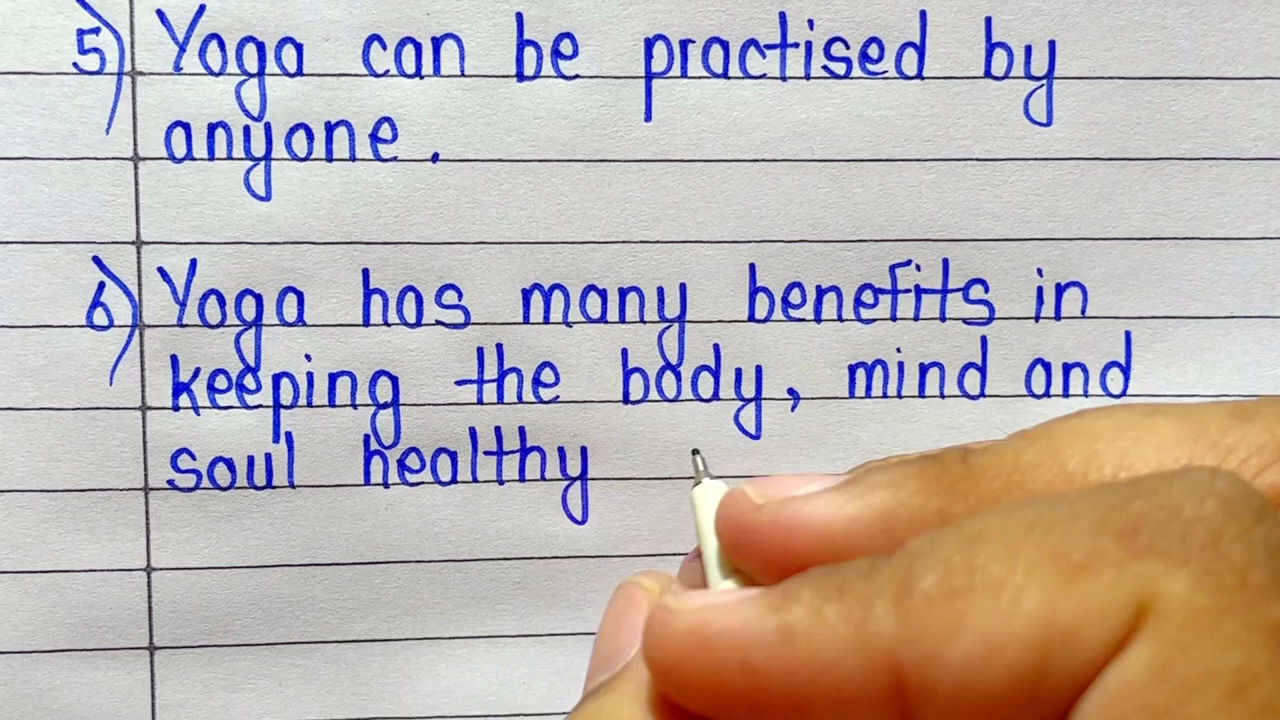 5) Yoga can be practised by
anyone.
6) Yoga has many benefits in
keeping the body, mind and
soul healthy